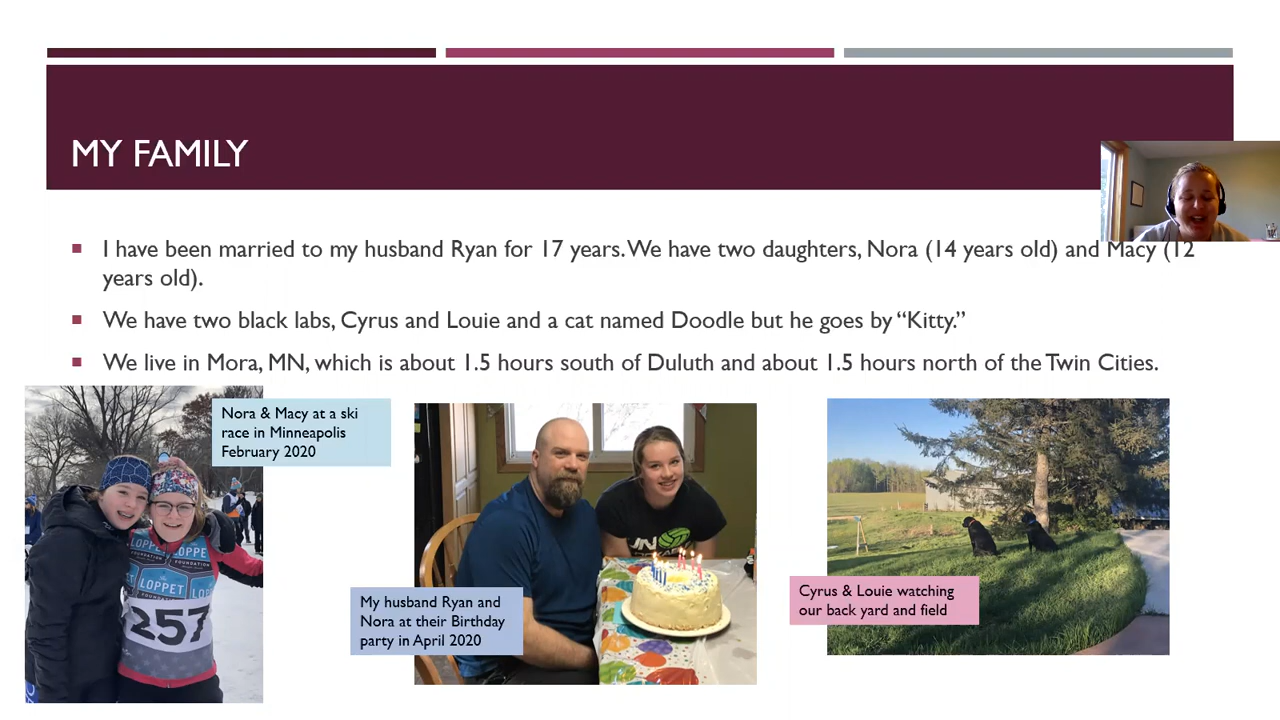 MY FAMILY
I have been married to my husband Ryan for 17 years. We have two daughters, Nora (14 years old) and Macy (12
years old).
We have two black labs, Cyrus and Louie and a cat named Doodle but he goes by “Kitty.”
We live in Mora, MN, which is about 1.5 hours south of Duluth and about 1.5 hours north of the Twin Cities.
Nora & Macy at a ski
race in Minneapolis
February 2020
LOPPET
FOUNDATION
LOPPET
257
My husband Ryan and
Nora at their Birthday
party in April 2020
Cyrus & Louie watching
our back yard and field